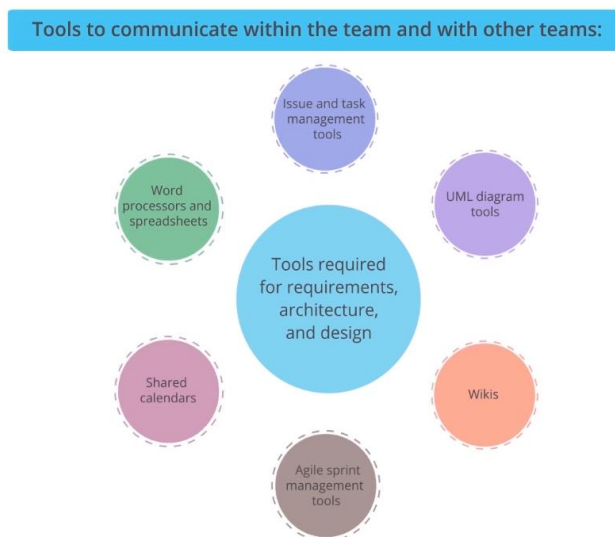 Tools to communicate within the team and with other teams:
Issue and task
management
tools
Word
processors and
spreadsheets
UML diagram
tools
Tools required
for requirements,
architecture,
and design
Shared
calendars
Wikis
Agile sprint
management
tools